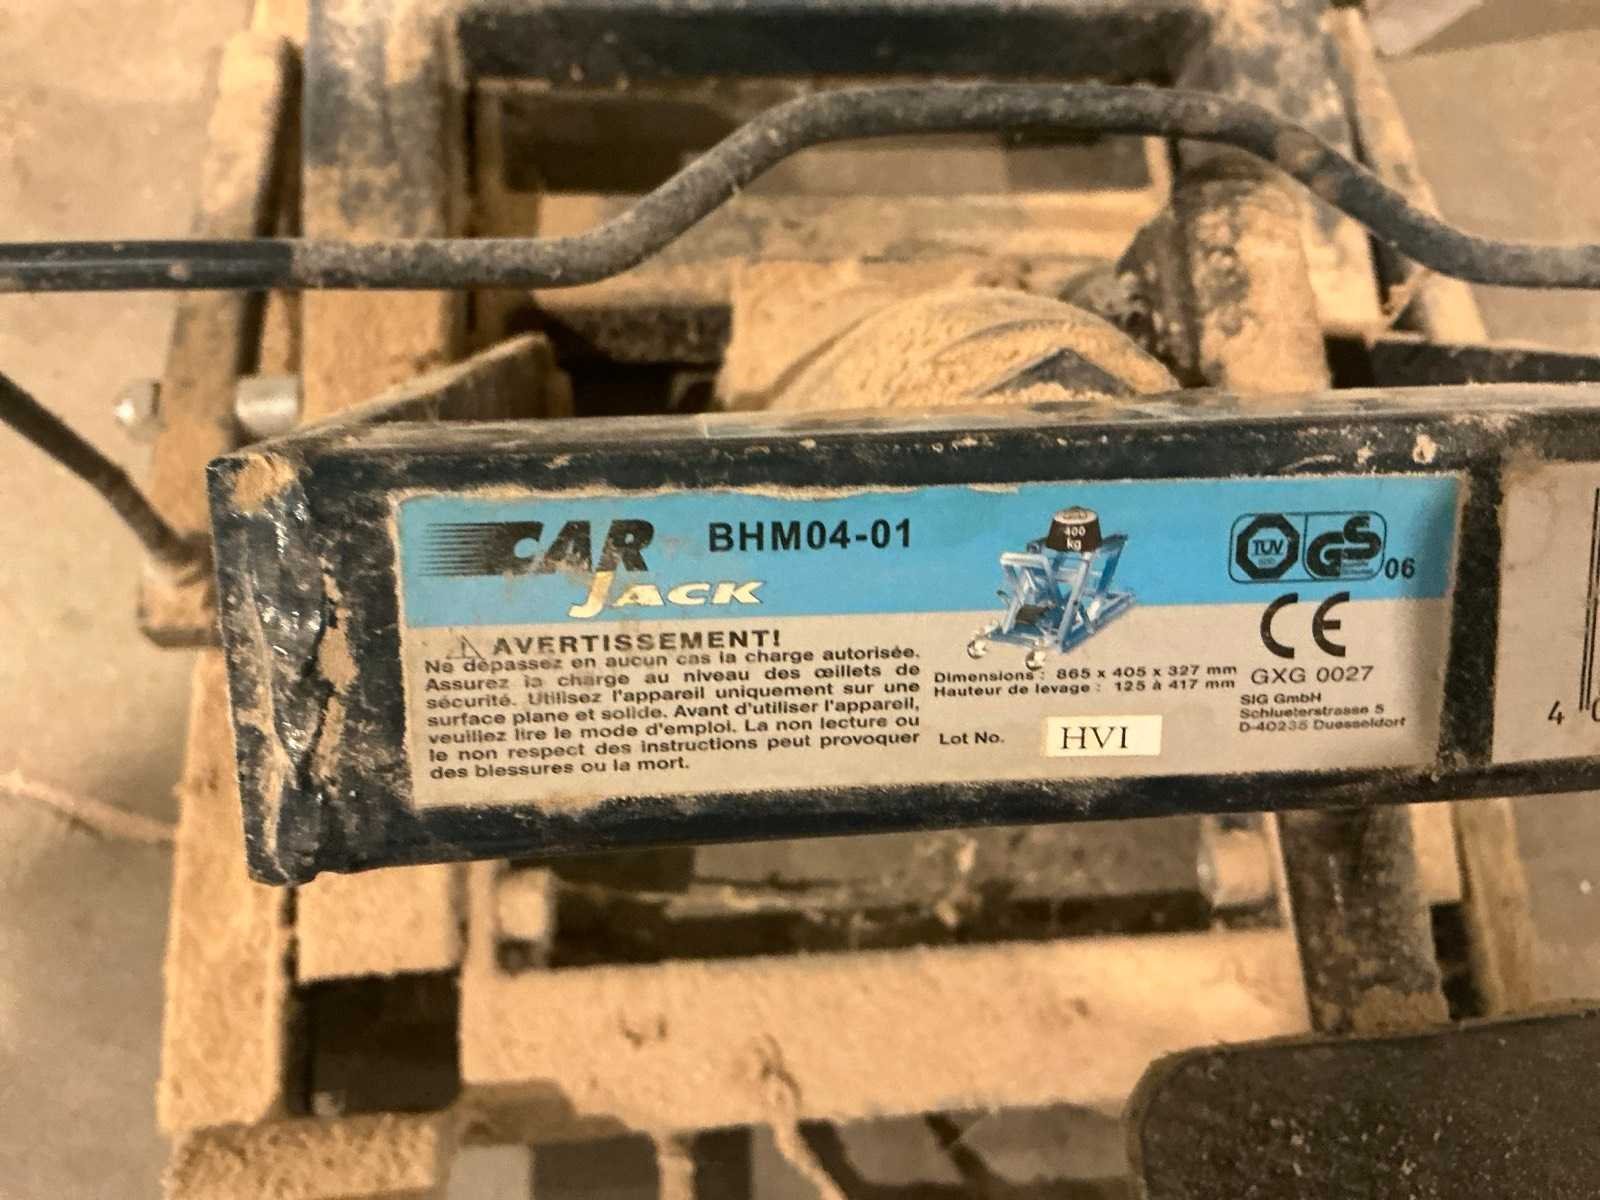 CAR
JACK
BHM04-01
400
kg
TÜV
GS
06
CE
GXG 0027
SIG GmbH
Schlueterstrasse 5
D-40235 Duesseldorf
AVERTISSEMENT!
Ne dépassez en aucun cas la charge autorisée.
Assurez la charge au niveau des œillets de
sécurité. Utilisez l'appareil uniquement sur une
surface plane et solide. Avant d'utiliser l'appareil,
veuillez lire le mode d'emploi. La non lecture ou
le non respect des instructions peut provoquer
des blessures ou la mort.
Dimensions : 865 x 405 x 327 mm
Hauteur de levage : 125 à 417 mm
Lot No.
HVI
4